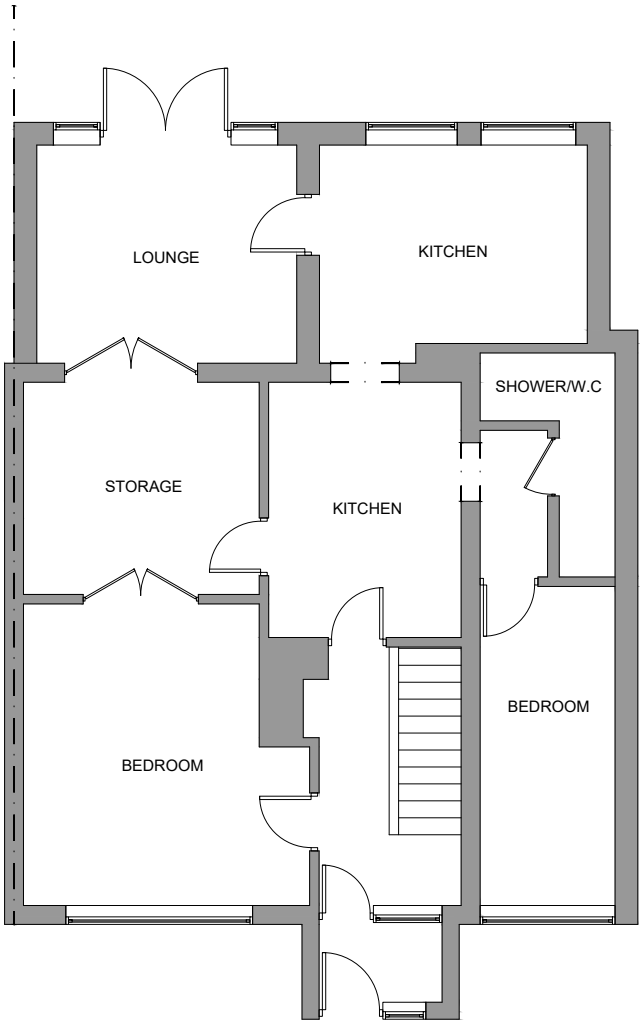 LOUNGE
KITCHEN
SHOWER/W.C
STORAGE
KITCHEN
BEDROOM
BEDROOM